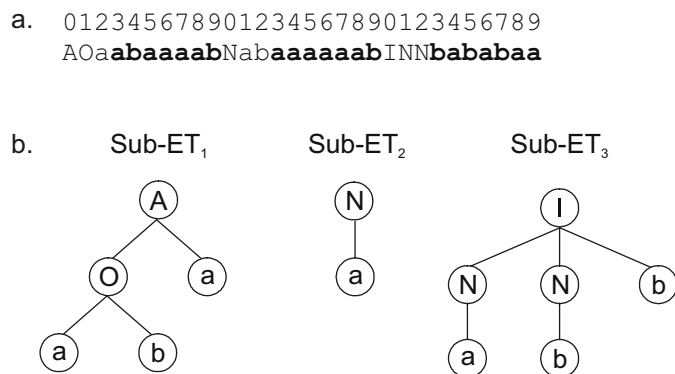 a. 012345678901234567890123456789
AOaabaaaabNabaaaaaabINNbababaa
b. Sub-ET₁ Sub-ET₂ Sub-ET₃
A N I
O a a N N b
a b a b